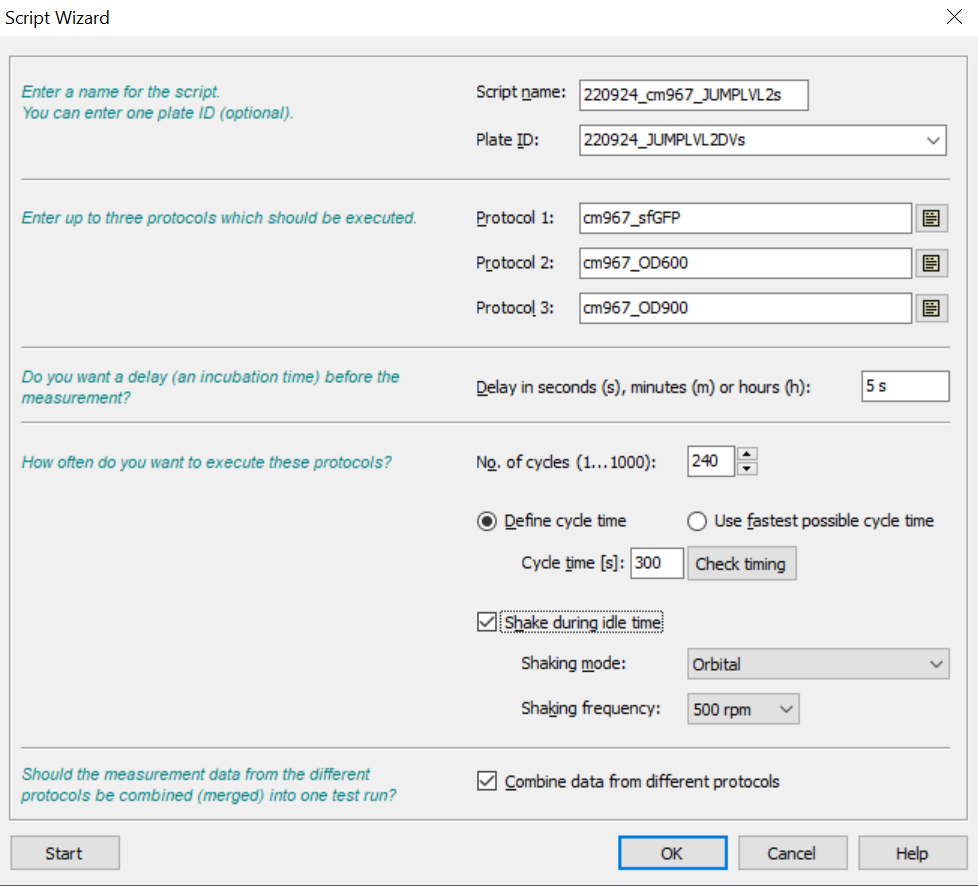 Script Wizard
Enter a name for the script.
You can enter one plate ID (optional).
Script name: 220924_cm967_JUMPLVL2s
Plate ID: 220924_JUMPLVL2DVs
Enter up to three protocols which should be executed.
Protocol 1: cm967_sfGFP
Protocol 2: cm967_OD600
Protocol 3: cm967_OD900
Do you want a delay (an incubation time) before the
measurement?
Delay in seconds (s), minutes (m) or hours (h): 5 s
How often do you want to execute these protocols?
No. of cycles (1...1000): 240
Define cycle time Use fastest possible cycle time
Cycle time [s]: 300 Check timing
Shake during idle time
Shaking mode: Orbital
Shaking frequency: 500 rpm
Should the measurement data from the different
protocols be combined (merged) into one test run?
Combine data from different protocols
Start OK Cancel Help